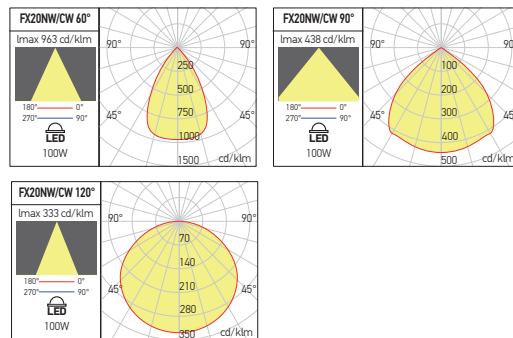 FX20NW/CW 60°
Imax 963 cd/klm
180° 0°
270° 90°
LED
100W
90° 90°
45° 45°
250
500
750
1000
1500
cd/klm
FX20NW/CW 90°
Imax 438 cd/klm
180° 0°
270° 90°
LED
100W
90° 90°
45° 45°
100
200
300
400
500
cd/klm
FX20NW/CW 120°
Imax 333 cd/klm
180° 0°
270° 90°
LED
100W
90° 90°
45° 45°
70
140
210
280
350
cd/klm